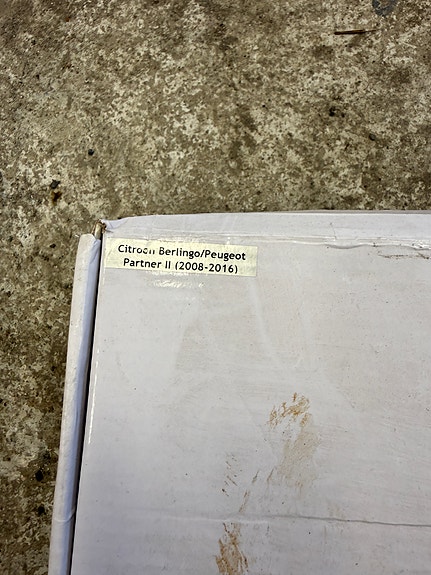 Citroen Berlingo/Peugeot
Partner II (2008-2016)